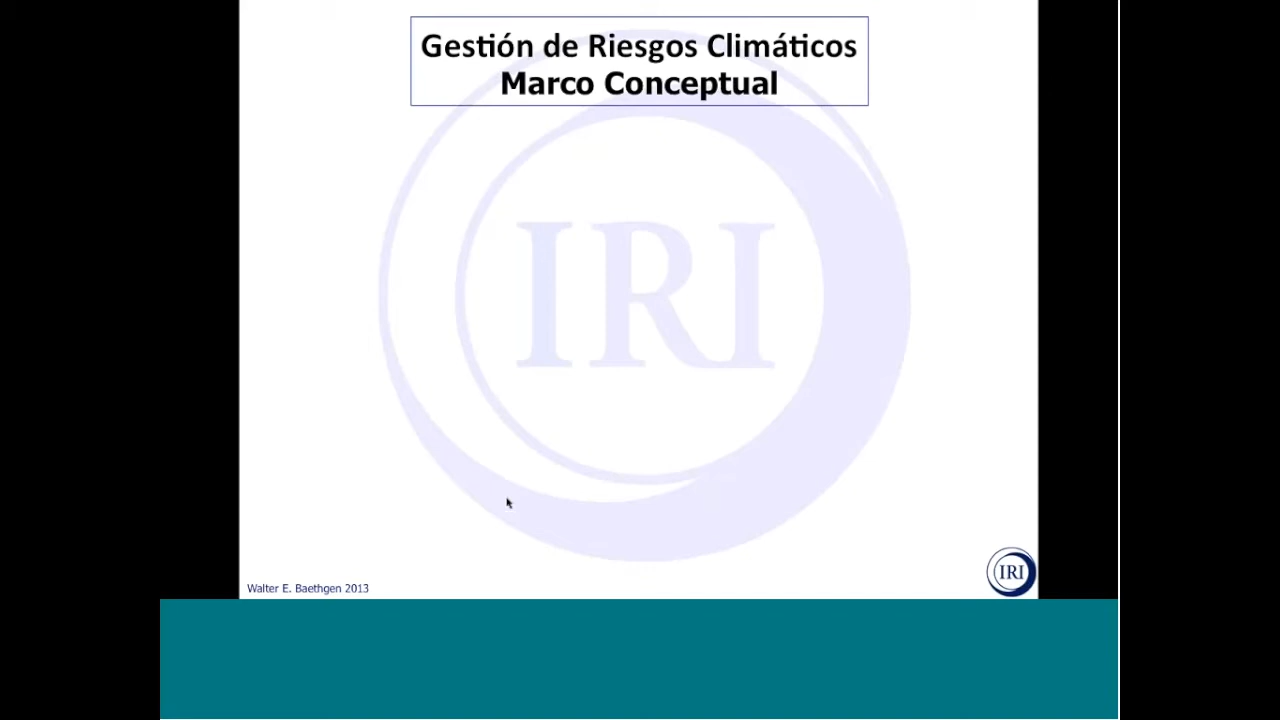 Gestión de Riesgos Climáticos
Marco Conceptual
IRI
Walter E. Baethgen 2013
IRI